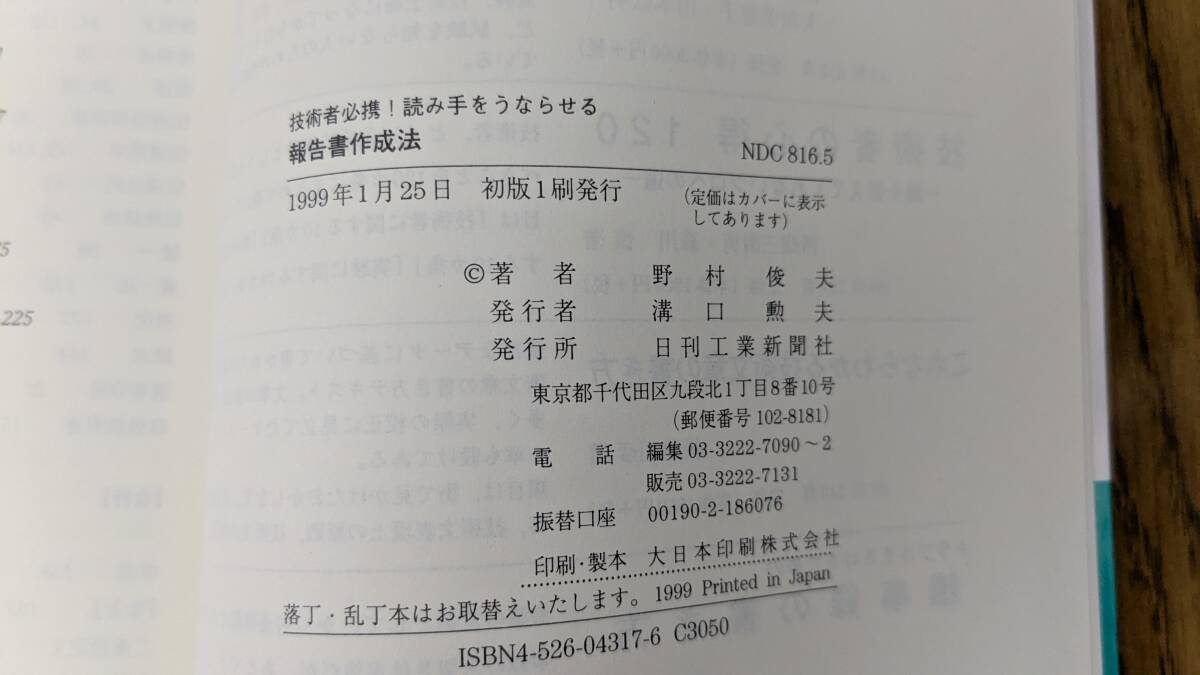 技術者必携！読み手をうならせる
報告書作成法
NDC 816.5
1999年1月25日 初版1刷発行
(定価はカバーに表示
してあります)
©著者 野村俊夫
発行者 溝口勲夫
発行所 日刊工業新聞社
東京都千代田区九段北1丁目8番10号
(郵便番号 102-8181)
電話 編集03-3222-7090～2
販売03-3222-7131
振替口座 00190-2-186076
印刷・製本 大日本印刷株式会社
落丁・乱丁本はお取替えいたします。1999 Printed in Japan
ISBN4-526-04317-6 C3050
225